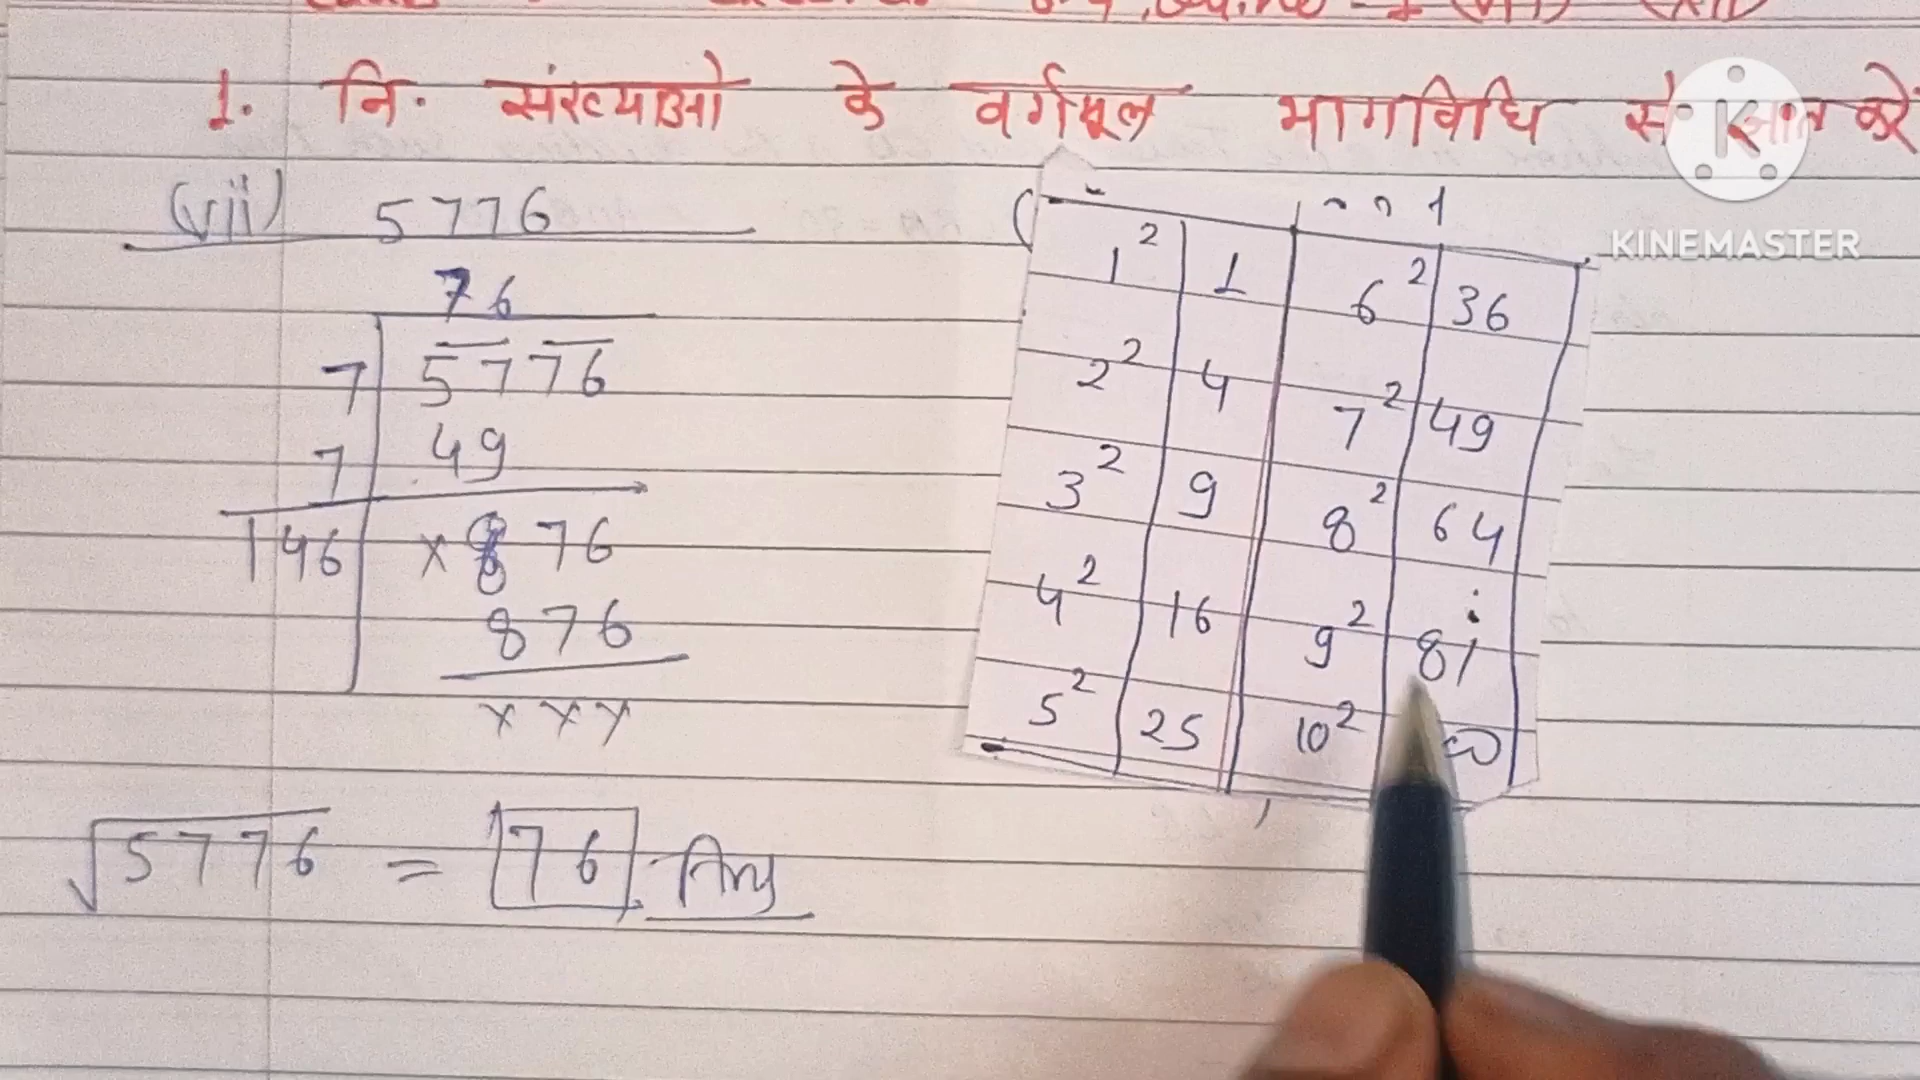 1. नि. संख्याओ के वर्गमूल भागविधि से ज्ञात करें
KINEMASTER
(vii) 5776
76
7 5776
7 49
146 × 876
876
× × ×
√5776 = 76 Ans
1² 1 6² 36
2² 4 7² 49
3² 9 8² 64
4² 16 9² 81
5² 25 10²